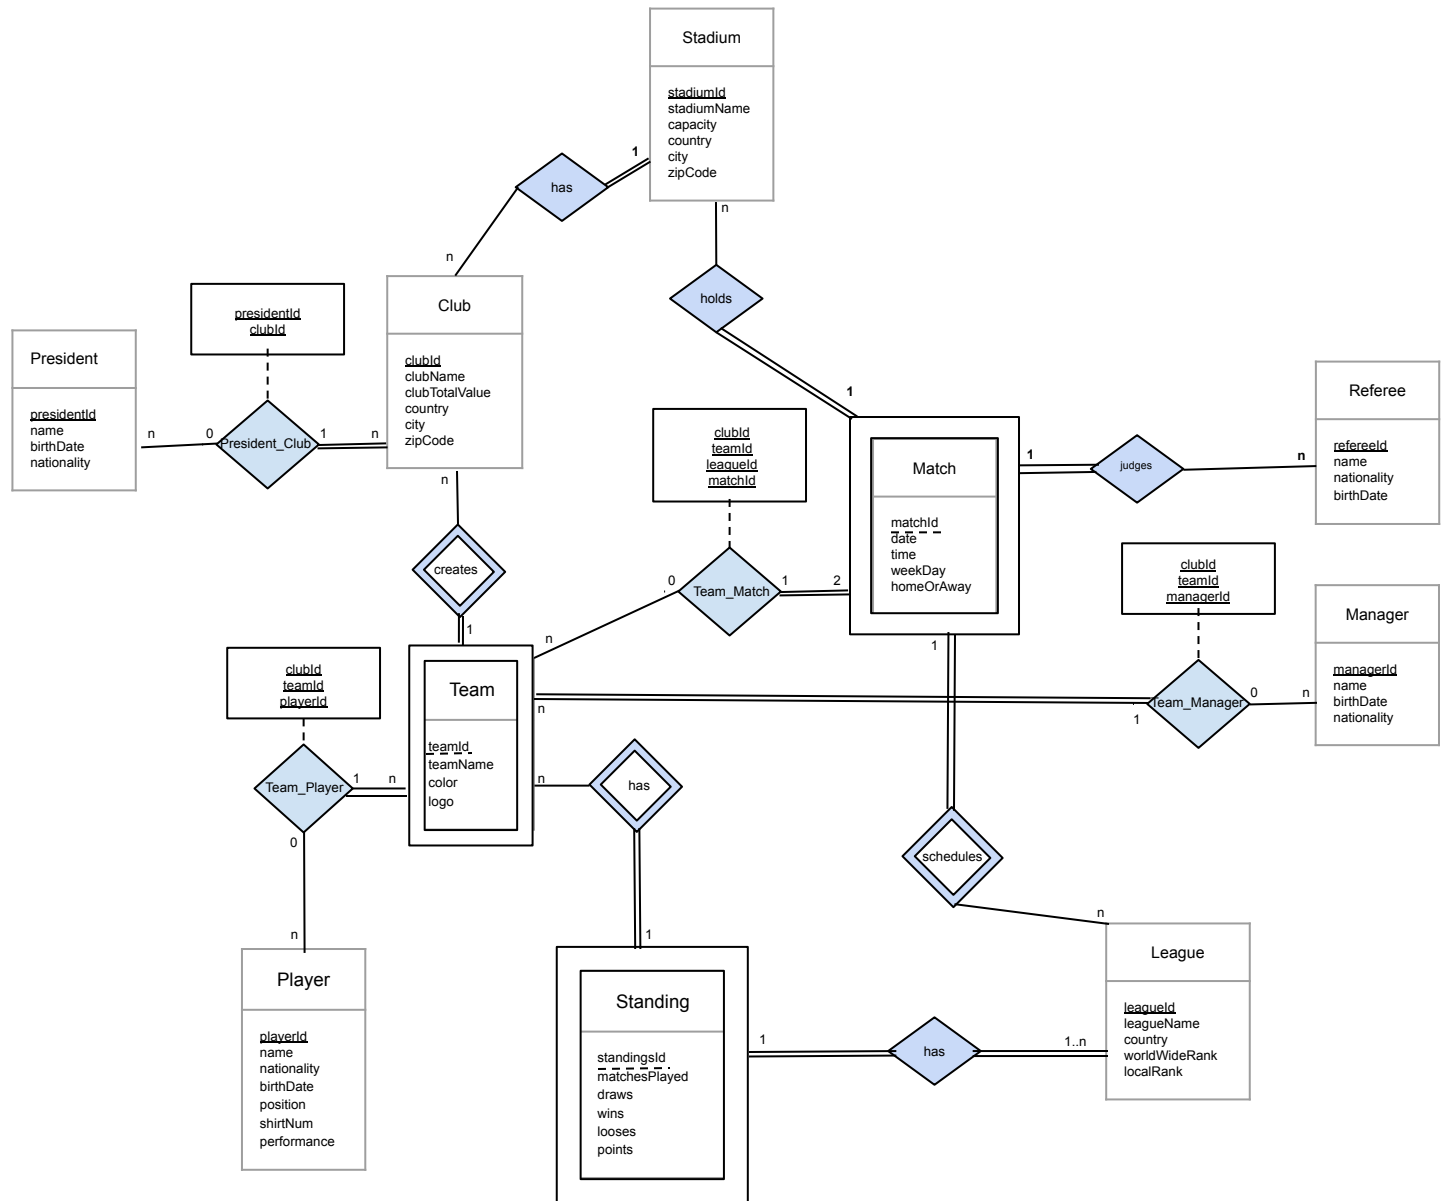 Stadium
stadiumId
stadiumName
capacity
country
city
zipCode
1
has
n
n
holds
1
Club
clubId
clubName
clubTotalValue
country
city
zipCode
presidentId
clubId
President
presidentId
name
birthDate
nationality
n
0
President_Club
1
n
n
creates
1
clubId
teamId
leagueId
matchId
0
Team_Match
1
2
n
Match
matchId
date
time
weekDay
homeOrAway
1
judges
n
Referee
refereeId
name
nationality
birthDate
clubId
teamId
managerId
Manager
managerId
name
birthDate
nationality
1
Team_Manager
0
n
n
Team
teamId
teamName
color
logo
clubId
teamId
playerId
Team_Player
1
n
0
n
n
has
1
1
schedules
n
Player
playerId
name
nationality
birthDate
position
shirtNum
performance
Standing
standingsId
matchesPlayed
draws
wins
looses
points
1
has
1..n
League
leagueId
leagueName
country
worldWideRank
localRank